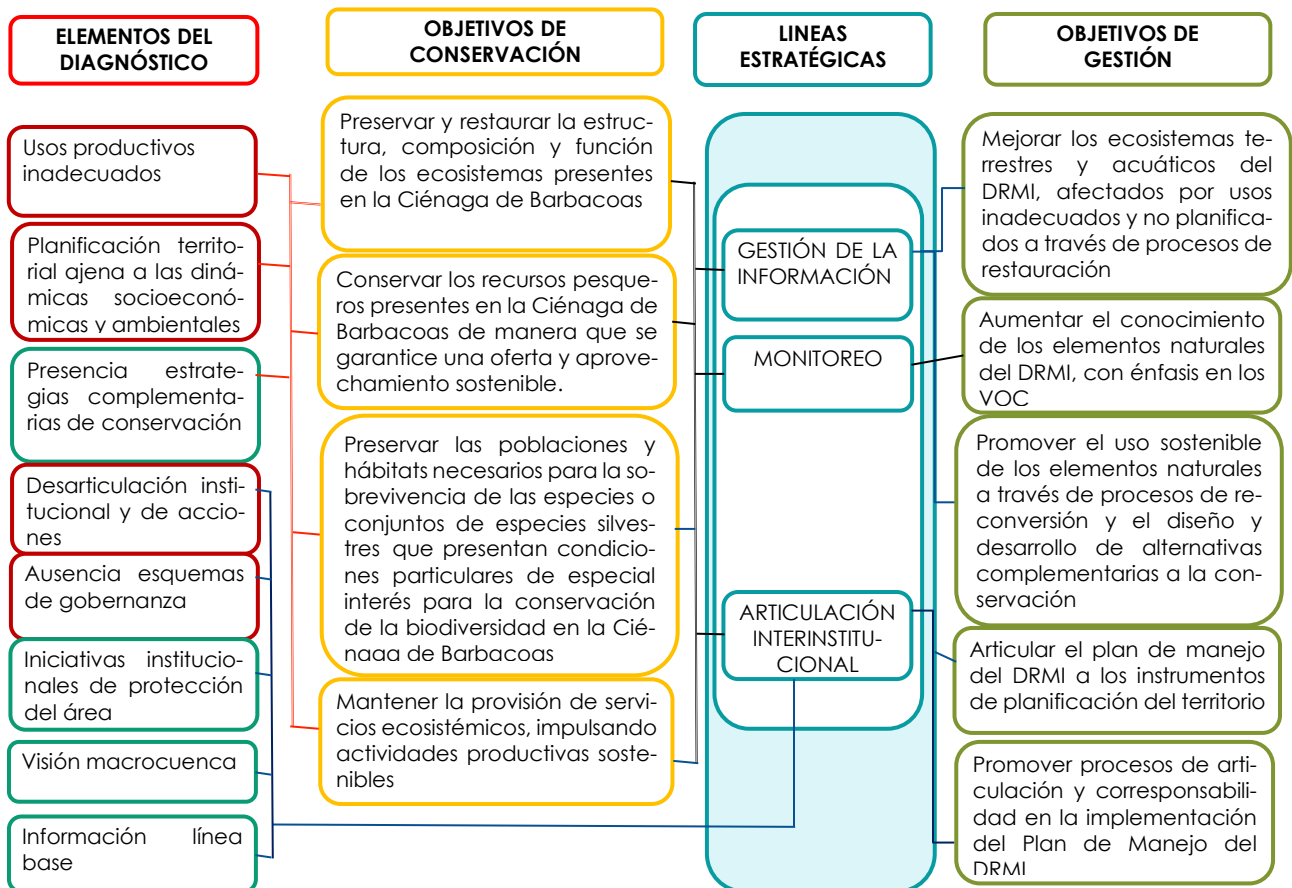 ELEMENTOS DEL
DIAGNÓSTICO
Usos productivos
inadecuados
Planificación territo-
rial ajena a las diná-
micas socioeconó-
micas y ambientales
Presencia estrate-
gias complementa-
rias de conservación
Desarticulación insti-
tucional y de accio-
nes
Ausencia esquemas
de gobernanza
Iniciativas institucio-
nales de protección
del área
Visión macrocuenca
Información línea
base
OBJETIVOS DE
CONSERVACIÓN
Preservar y restaurar la estruc-
tura, composición y función
de los ecosistemas presentes
en la Ciénaga de Barbacoas
Conservar los recursos pesque-
ros presentes en la Ciénaga de
Barbacoas de manera que se
garantice una oferta y aprove-
chamiento sostenible.
Preservar las poblaciones y
hábitats necesarios para la so-
brevivencia de las especies o
conjuntos de especies silves-
tres que presentan condicio-
nes particulares de especial
interés para la conservación
de la biodiversidad en la Cié-
naga de Barbacoas
Mantener la provisión de servi-
cios ecosistémicos, impulsando
actividades productivas soste-
nibles
LINEAS
ESTRATÉGICAS
GESTIÓN DE LA
INFORMACIÓN
MONITOREO
ARTICULACIÓN
INTERINSTITU-
CIONAL
OBJETIVOS DE
GESTIÓN
Mejorar los ecosistemas te-
rrestres y acuáticos del
DRMI, afectados por usos
inadecuados y no planifica-
dos a través de procesos de
restauración
Aumentar el conocimiento
de los elementos naturales
del DRMI, con énfasis en los
VOC
Promover el uso sostenible
de los elementos naturales
a través de procesos de re-
conversión y el diseño y
desarrollo de alternativas
complementarias a la con-
servación
Articular el plan de manejo
del DRMI a los instrumentos
de planificación del territorio
Promover procesos de arti-
culación y corresponsabili-
dad en la implementación
del Plan de Manejo del
DRMI